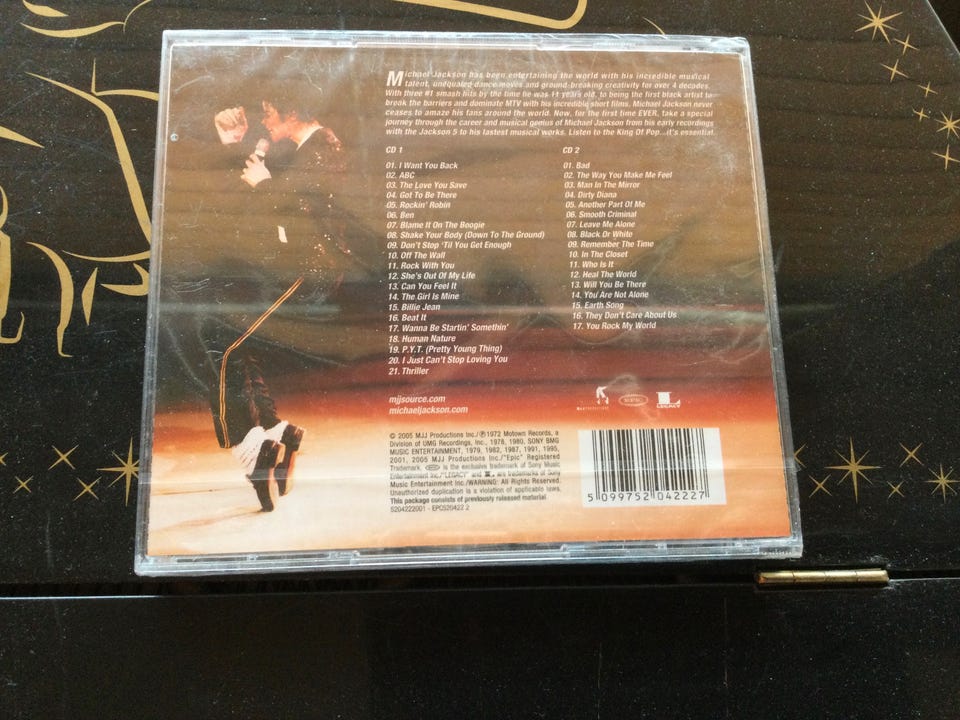 Michael Jackson has been entertaining the world with his incredible musical
talent, unequaled dance moves and ground-breaking creativity for over 4 decades.
With three #1 smash hits by the time he was 11 years old, to being the first black artist to
break the barriers and dominate MTV with his incredible short films, Michael Jackson never
ceases to amaze his fans around the world. Now, for the first time EVER, take a special
journey through the career and musical genius of Michael Jackson from his early recordings
with the Jackson 5 to his lastest musical works. Listen to the King Of Pop...it's essential.
CD 1
01. I Want You Back
02. ABC
03. The Love You Save
04. Got To Be There
05. Rockin' Robin
06. Ben
07. Blame It On The Boogie
08. Shake Your Body (Down To The Ground)
09. Don't Stop 'Til You Get Enough
10. Off The Wall
11. Rock With You
12. She's Out Of My Life
13. Can You Feel It
14. The Girl Is Mine
15. Billie Jean
16. Beat It
17. Wanna Be Startin' Somethin'
18. Human Nature
19. P.Y.T. (Pretty Young Thing)
20. I Just Can't Stop Loving You
21. Thriller
CD 2
01. Bad
02. The Way You Make Me Feel
03. Man In The Mirror
04. Dirty Diana
05. Another Part Of Me
06. Smooth Criminal
07. Leave Me Alone
08. Black Or White
09. Remember The Time
10. In The Closet
11. Who Is It
12. Heal The World
13. Will You Be There
14. You Are Not Alone
15. Earth Song
16. They Don't Care About Us
17. You Rock My World
mjjsource.com
michaeljackson.com
EPIC
LEGACY
© 2005 MJJ Productions Inc./℗ 1972 Motown Records, a
Division of UMG Recordings, Inc., 1978, 1980, SONY BMG
MUSIC ENTERTAINMENT, 1979, 1982, 1987, 1991, 1995,
2001, 2005 MJJ Productions Inc./"Epic" Registered
Trademark, is the exclusive trademark of Sony Music
Entertainment Inc./"LEGACY" and are trademarks of Sony
Music Entertainment Inc./WARNING: All Rights Reserved.
Unauthorized duplication is a violation of applicable laws.
This package consists of previously released material
5204222001 - EPC520422 2
5 099752 042227